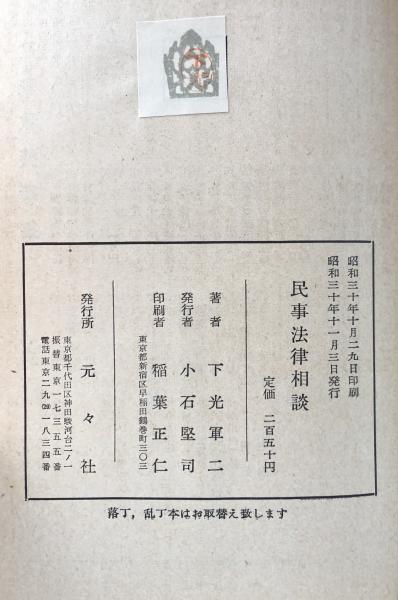 昭和三十年十月二九日印刷
昭和三十年十一月三日発行
民事法律相談
定価 二百五十円
著者 下光軍二
発行者 小石堅司
印刷者 稲葉正仁
東京都新宿区早稲田鶴巻町三〇三
発行所 元々社
東京都千代田区神田駿河台二ノ一
振替東京一七三五五番
電話東京二九局一八三四番
落丁,乱丁本はお取替え致します